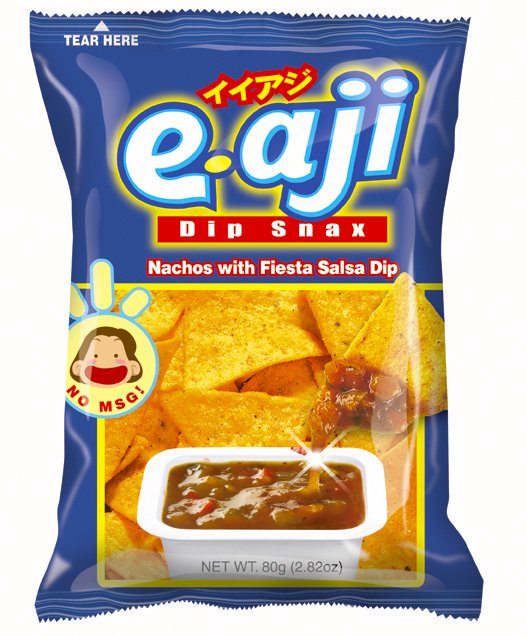 TEAR HERE
イイアジ
e.aji
Dip Snax
Nachos with Fiesta Salsa Dip
NO MSG!
NET WT. 80g (2.82oz)